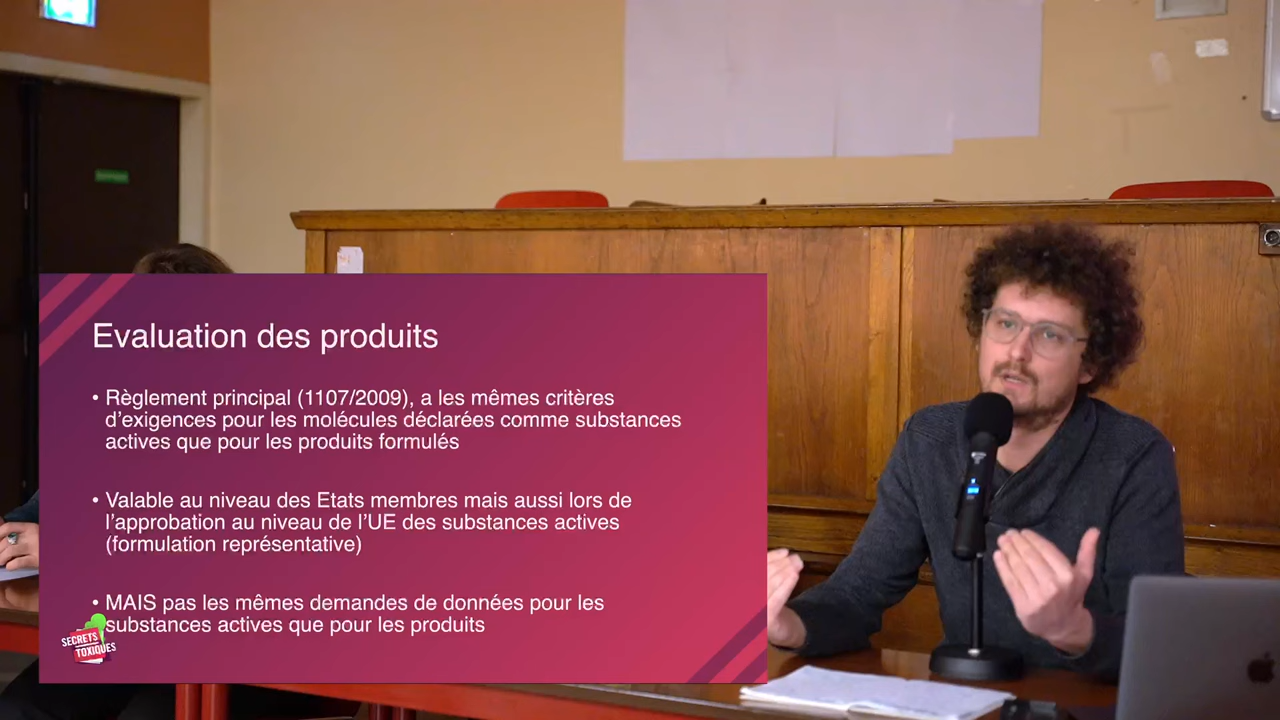 Evaluation des produits
• Règlement principal (1107/2009), a les mêmes critères
d'exigences pour les molécules déclarées comme substances
actives que pour les produits formulés
• Valable au niveau des Etats membres mais aussi lors de
l'approbation au niveau de l'UE des substances actives
(formulation représentative)
• MAIS pas les mêmes demandes de données pour les
substances actives que pour les produits
SECRETS
TOXIQUES